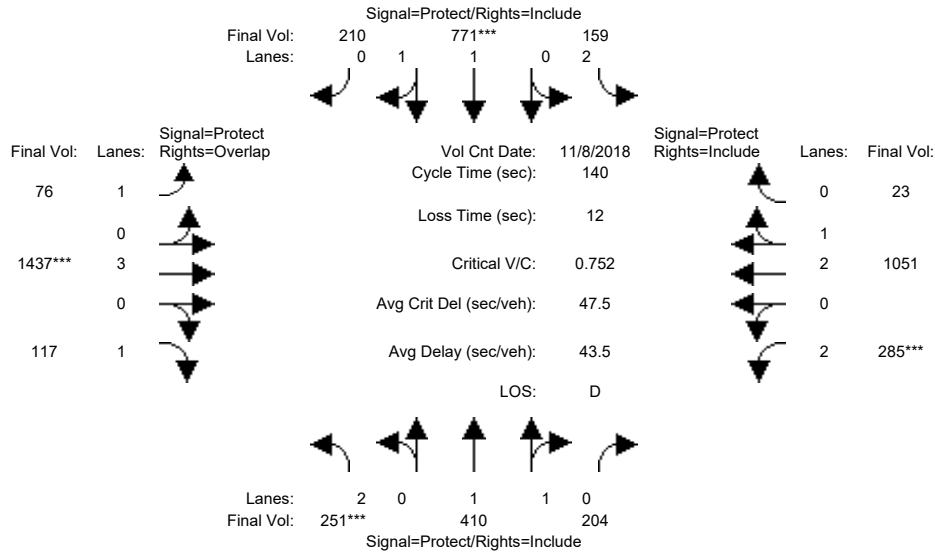 Signal=Protect/Rights=Include
Final Vol: 210 771*** 159
Lanes: 0 1 1 0 2
Signal=Protect
Final Vol: Lanes: Rights=Overlap
Vol Cnt Date: 11/8/2018
Signal=Protect
Rights=Include Lanes: Final Vol:
Cycle Time (sec): 140
76 1
0 23
Loss Time (sec): 12
0
1
1437*** 3
Critical V/C: 0.752
2 1051
0
Avg Crit Del (sec/veh): 47.5
0
117 1
Avg Delay (sec/veh): 43.5
2 285***
LOS: D
Lanes: 2 0 1 1 0
Final Vol: 251*** 410 204
Signal=Protect/Rights=Include